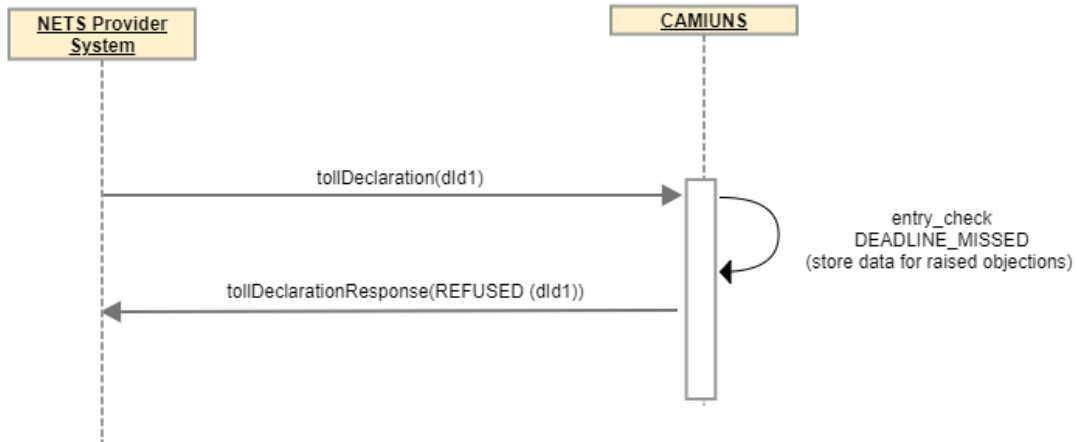 NETS Provider
System
CAMIUNS
tollDeclaration(dId1)
entry_check
DEADLINE_MISSED
(store data for raised objections)
tollDeclarationResponse(REFUSED (dId1))